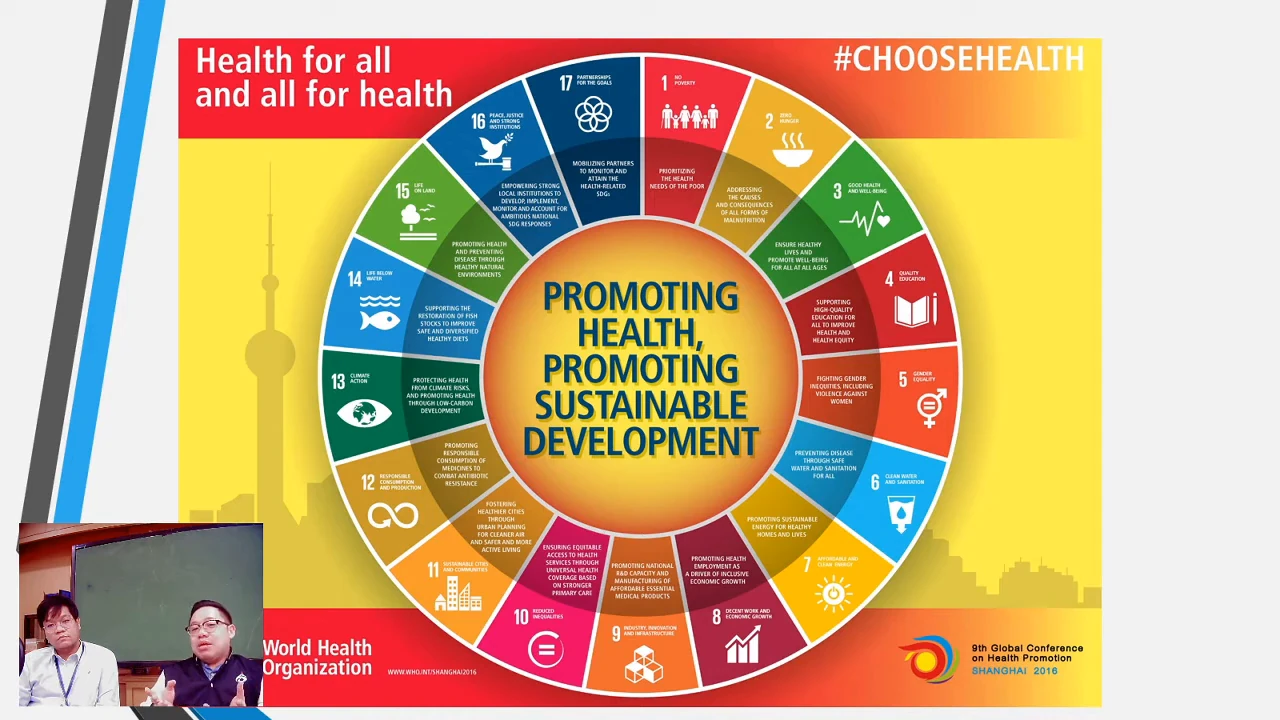 Health for all
and all for health
#CHOOSEHEALTH
PROMOTING
HEALTH,
PROMOTING
SUSTAINABLE
DEVELOPMENT
1 NO
POVERTY
PRIORITIZING
THE HEALTH
NEEDS OF THE POOR
2 ZERO
HUNGER
ADDRESSING
THE CAUSES
AND CONSEQUENCES
OF ALL FORMS OF
MALNUTRITION
3 GOOD HEALTH
AND WELL-BEING
ENSURE HEALTHY
LIVES AND
PROMOTE WELL-BEING
FOR ALL AT ALL AGES
4 QUALITY
EDUCATION
SUPPORTING
HIGH-QUALITY
EDUCATION FOR
ALL TO IMPROVE
HEALTH AND
HEALTH EQUITY
5 GENDER
EQUALITY
FIGHTING GENDER
INEQUITIES, INCLUDING
VIOLENCE AGAINST
WOMEN
6 CLEAN WATER
AND SANITATION
PREVENTING DISEASE
THROUGH SAFE
WATER AND SANITATION
FOR ALL
7 AFFORDABLE AND
CLEAN ENERGY
PROMOTING SUSTAINABLE
ENERGY FOR HEALTHY
HOMES AND LIVES
8 DECENT WORK AND
ECONOMIC GROWTH
PROMOTING HEALTH
EMPLOYMENT AS
A DRIVER OF INCLUSIVE
ECONOMIC GROWTH
9 INDUSTRY, INNOVATION
AND INFRASTRUCTURE
PROMOTING NATIONAL
R&D CAPACITY AND
MANUFACTURING OF
AFFORDABLE ESSENTIAL
MEDICAL PRODUCTS
10 REDUCED
INEQUALITIES
ENSURING EQUITABLE
ACCESS TO HEALTH
SERVICES THROUGH
UNIVERSAL HEALTH
COVERAGE BASED
ON STRONGER
PRIMARY CARE
11 SUSTAINABLE CITIES
AND COMMUNITIES
FOSTERING
HEALTHIER CITIES
THROUGH
URBAN PLANNING
FOR CLEANER AIR
AND SAFER AND MORE
ACTIVE LIVING
12 RESPONSIBLE
CONSUMPTION
AND PRODUCTION
PROMOTING
RESPONSIBLE
CONSUMPTION OF
MEDICINES TO
COMBAT ANTIBIOTIC
RESISTANCE
13 CLIMATE
ACTION
PROTECTING HEALTH
FROM CLIMATE RISKS,
AND PROMOTING HEALTH
THROUGH LOW-CARBON
DEVELOPMENT
14 LIFE BELOW
WATER
SUPPORTING THE
RESTORATION OF FISH
STOCKS TO IMPROVE
SAFE AND DIVERSIFIED
HEALTHY DIETS
15 LIFE
ON LAND
PROMOTING HEALTH
AND PREVENTING
DISEASE THROUGH
HEALTHY NATURAL
ENVIRONMENTS
16 PEACE, JUSTICE
AND STRONG
INSTITUTIONS
EMPOWERING STRONG
LOCAL INSTITUTIONS TO
DEVELOP, IMPLEMENT,
MONITOR AND ACCOUNT FOR
AMBITIOUS NATIONAL
SDG RESPONSES
17 PARTNERSHIPS
FOR THE GOALS
MOBILIZING PARTNERS
TO MONITOR AND
ATTAIN THE
HEALTH-RELATED
SDGs
World Health
Organization
WWW.WHO.INT/SHANGHAI2016
9th Global Conference
on Health Promotion
SHANGHAI 2016